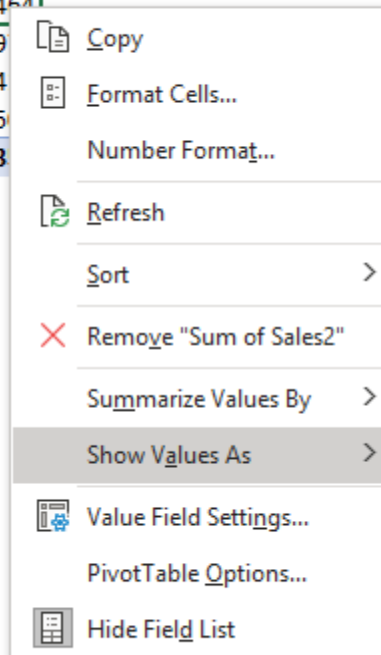 Copy
Format Cells...
Number Format...
Refresh
Sort
Remove "Sum of Sales2"
Summarize Values By
Show Values As
Value Field Settings...
PivotTable Options...
Hide Field List